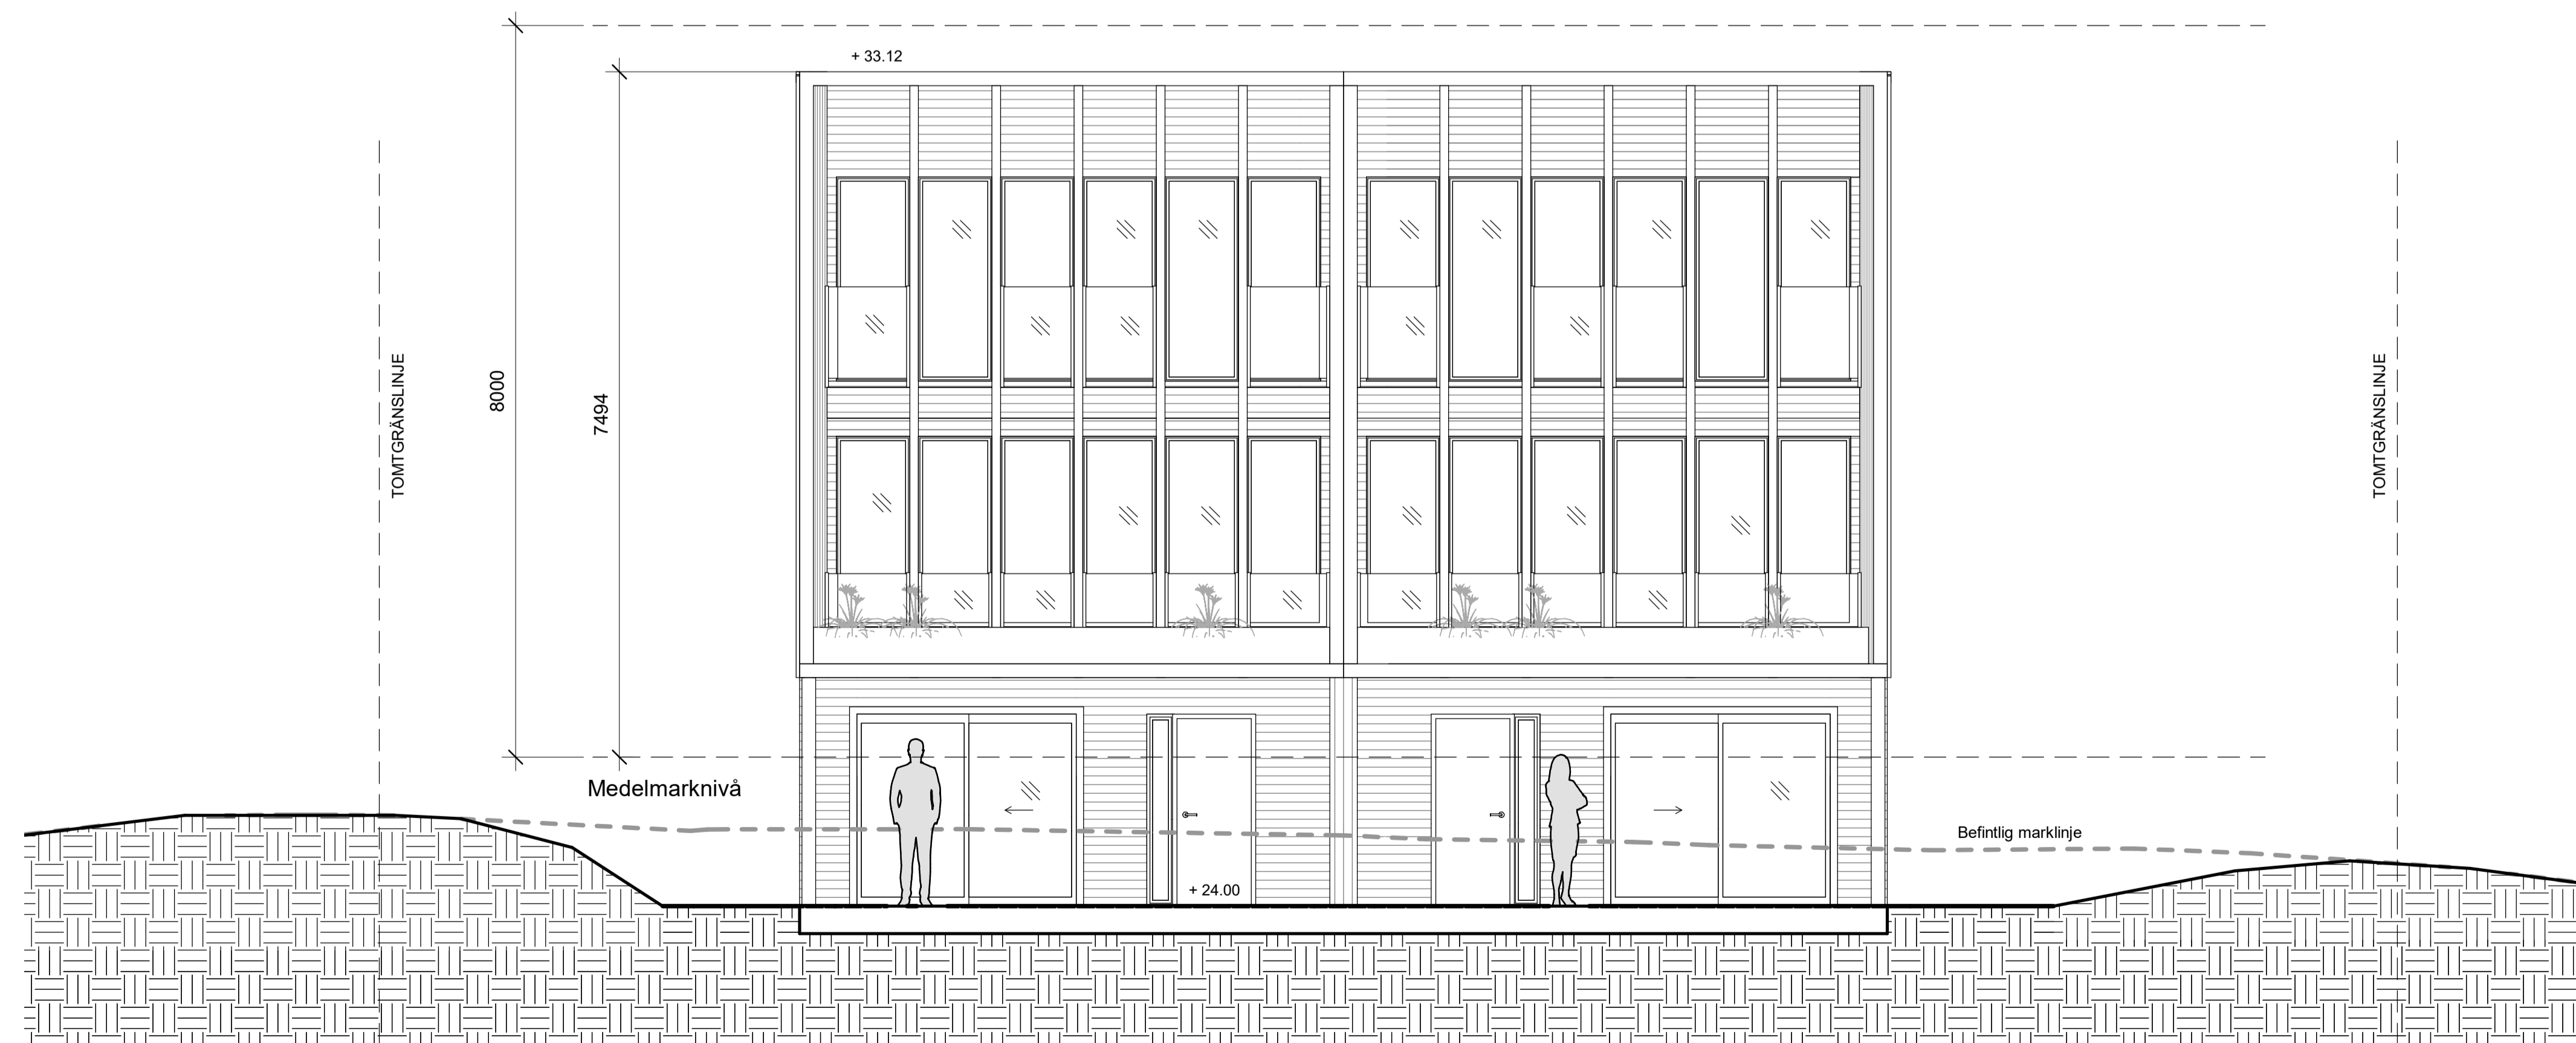 + 33.12
TOMTGRÄNSLINJE
8000
7494
TOMTGRÄNSLINJE
Medelmarknivå
Befintlig marklinje
+ 24.00